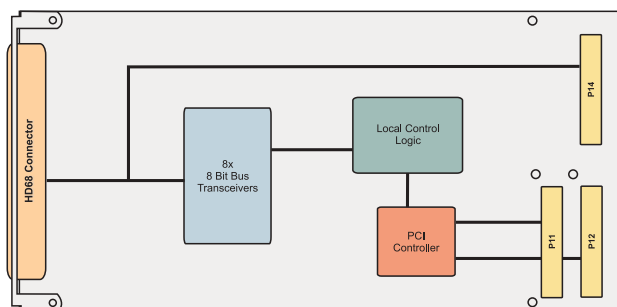 HD68 Connector
8x
8 Bit Bus
Transceivers
Local Control
Logic
PCI
Controller
P14
P11
P12